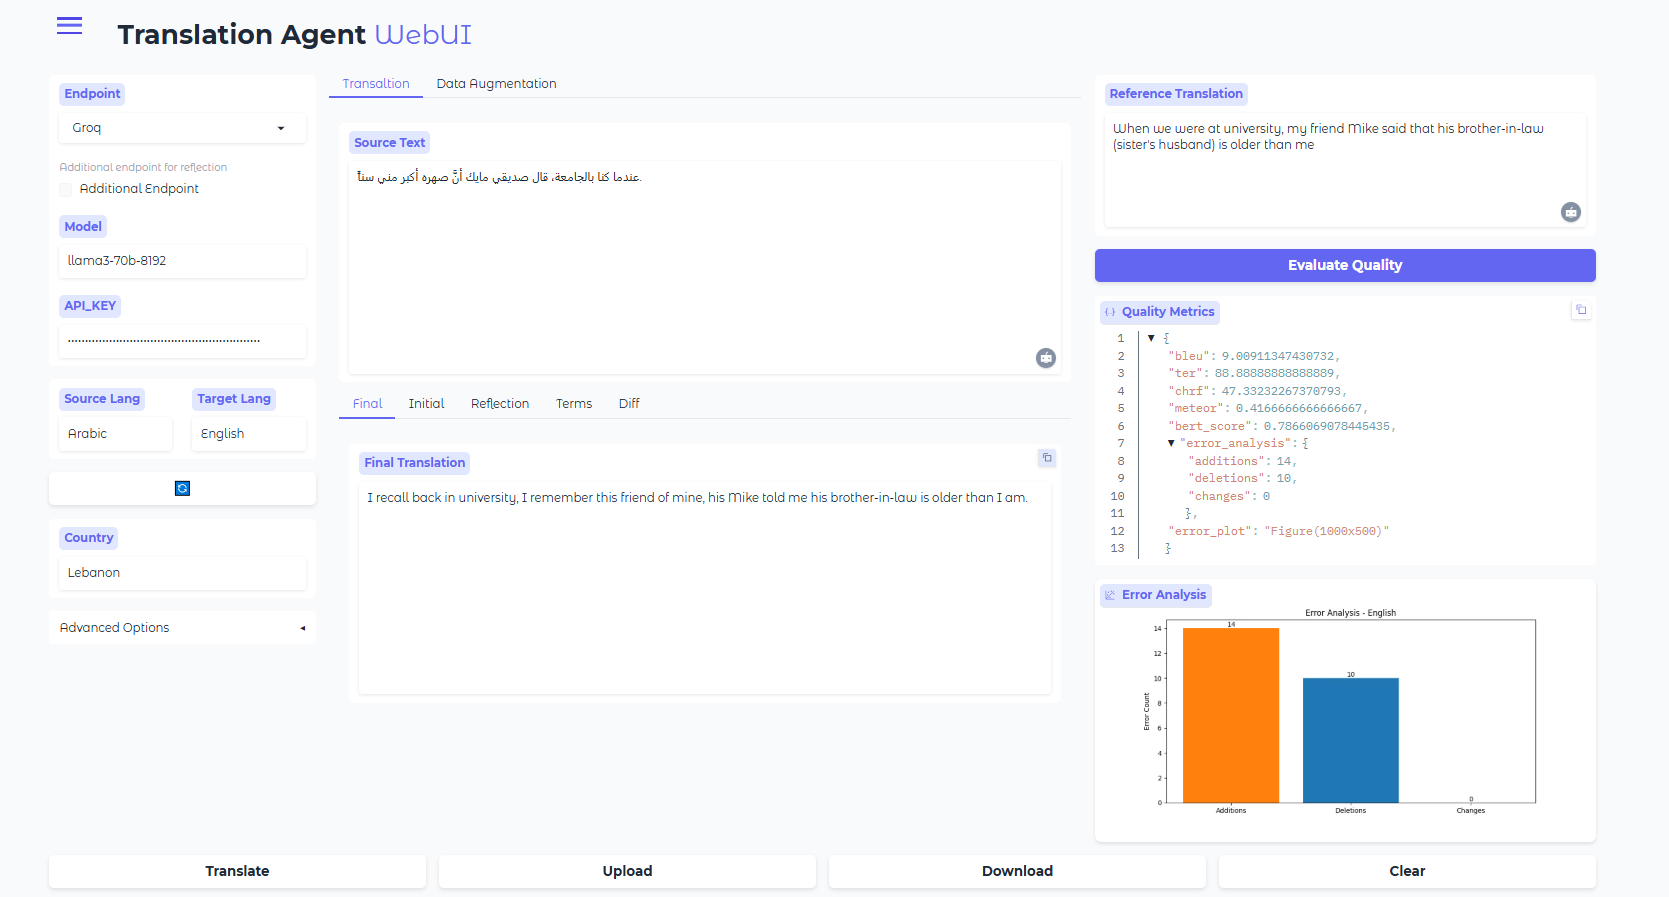 Translation Agent WebUI
Endpoint
Groq
Additional endpoint for reflection
Additional Endpoint
Model
llama3-70b-8192
API_KEY
Source Lang
Target Lang
Arabic
English
Country
Lebanon
Advanced Options
Transaltion
Data Augmentation
Source Text
عندما كنا بالجامعة، قال صديقي مايك أنَّ صهره أكبر مني سناً.
Final
Initial
Reflection
Terms
Diff
Final Translation
I recall back in university, I remember this friend of mine, his Mike told me his brother-in-law is older than I am.
Reference Translation
When we were at university, my friend Mike said that his brother-in-law
(sister's husband) is older than me
Evaluate Quality
Quality Metrics
1 {
2 "bleu": 9.00911347430732,
3 "ter": 88.88888888888889,
4 "chrf": 47.33232267370793,
5 "meteor": 0.4166666666666667,
6 "bert_score": 0.7866069078445435,
7 "error_analysis": {
8 "additions": 14,
9 "deletions": 10,
10 "changes": 0
11 },
12 "error_plot": "Figure(1000x500)"
13 }
Error Analysis
Error Analysis - English
Error Count
14
12
10
8
6
4
2
0
14
10
0
Additions
Deletions
Changes
Translate
Upload
Download
Clear